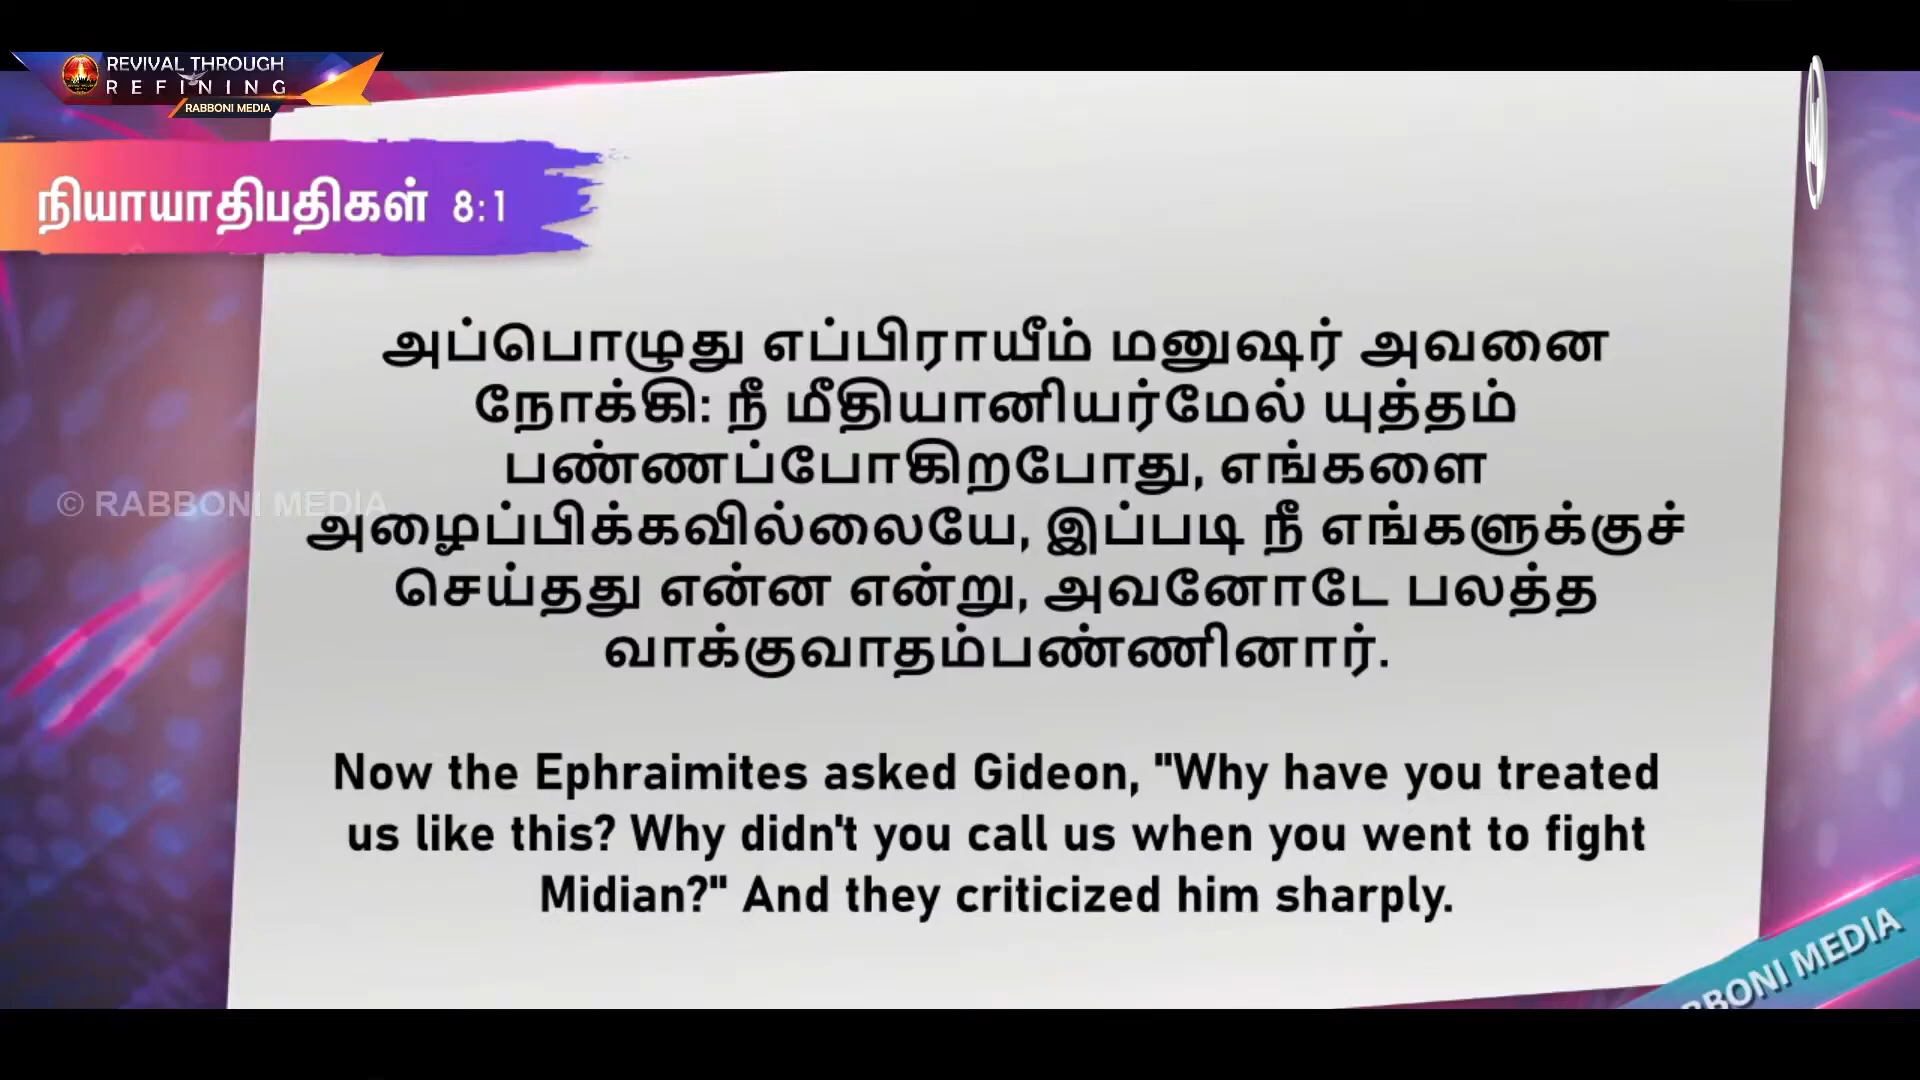 REVIVAL THROUGH
REFINING
RABBONI MEDIA
நியாயாதிபதிகள் 8:1
அப்பொழுது எப்பிராயீம் மனுஷர் அவனை
நோக்கி: நீ மீதியானியர்மேல் யுத்தம்
பண்ணப்போகிறபோது, எங்களை
© RABBONI MEDIA
அழைப்பிக்கவில்லையே, இப்படி நீ எங்களுக்குச்
செய்தது என்ன என்று, அவனோடே பலத்த
வாக்குவாதம்பண்ணினார்.
Now the Ephraimites asked Gideon, "Why have you treated
us like this? Why didn't you call us when you went to fight
Midian?" And they criticized him sharply.
BBONI MEDIA